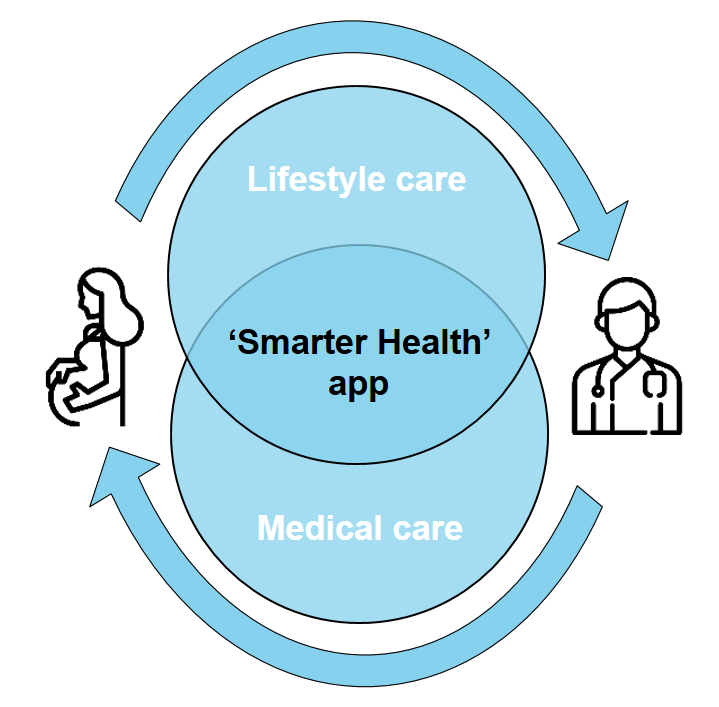 Lifestyle care
‘Smarter Health’
app
Medical care